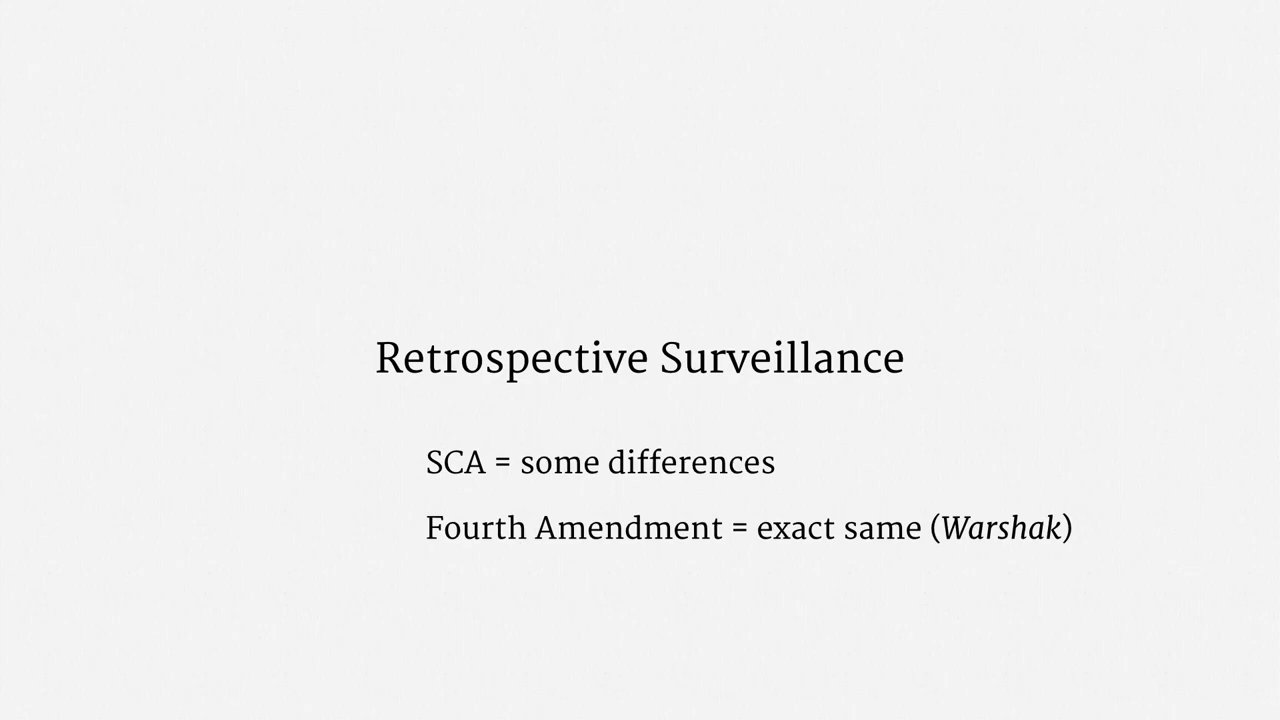 Retrospective Surveillance
SCA = some differences
Fourth Amendment = exact same (Warshak)